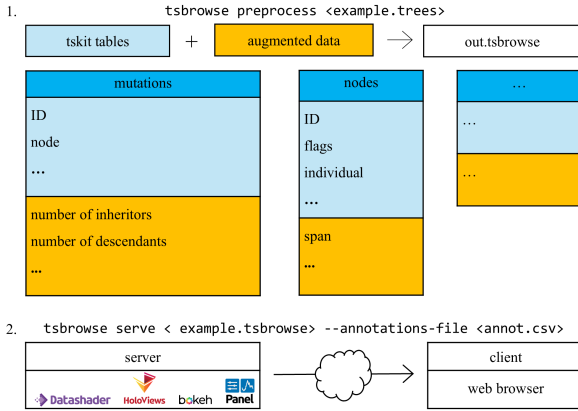 1.
tsbrowse preprocess <example.trees>
tskit tables + augmented data out.tsbrowse
mutations
ID
node
...
number of inheritors
number of descendants
...
nodes
ID
flags
individual
...
span
...
...
...
...
2.
tsbrowse serve < example.tsbrowse> --annotations-file <annot.csv>
server
Datashader HoloViews bokeh Panel
client
web browser